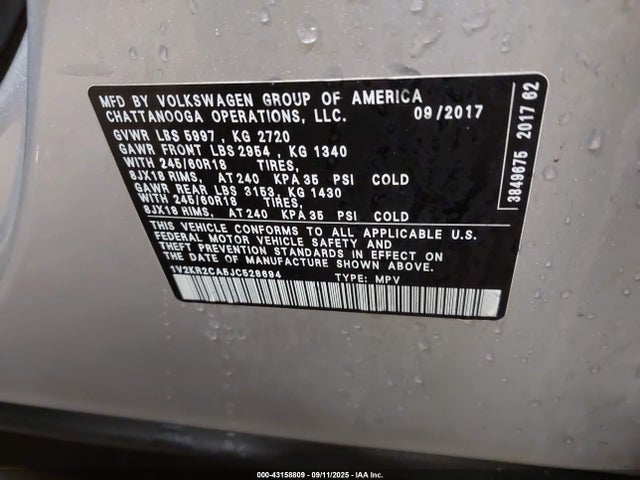 MFD BY VOLKSWAGEN GROUP OF AMERICA
CHATTANOOGA OPERATIONS, LLC. 09/2017
GVWR LBS 5997, KG 2720
GAWR FRONT LBS 2954, KG 1340
WITH 245/60R18 TIRES,
8JX18 RIMS, AT 240 KPA 35 PSI COLD
GAWR REAR LBS 3153, KG 1430
WITH 245/60R18 TIRES,
8JX18 RIMS, AT 240 KPA 35 PSI COLD
THIS VEHICLE CONFORMS TO ALL APPLICABLE U.S.
FEDERAL MOTOR VEHICLE SAFETY AND
THEFT PREVENTION STANDARDS IN EFFECT ON
THE DATE OF MANUFACTURE SHOWN ABOVE
1V2KR2CA5JC528694 TYPE: MPV
3849675 2017 62
000-43158809 - 09/11/2025 - IAA Inc.